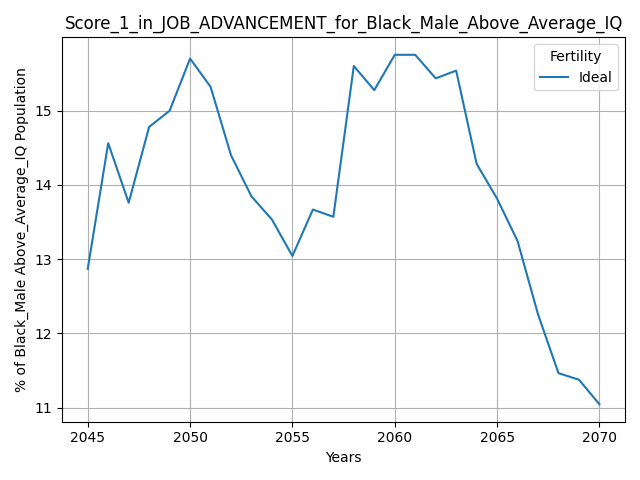 Score_1_in_JOB_ADVANCEMENT_for_Black_Male_Above_Average_IQ
Fertility
Ideal
% of Black_Male Above_Average_IQ Population
15
14
13
12
11
2045
2050
2055
2060
2065
2070
Years